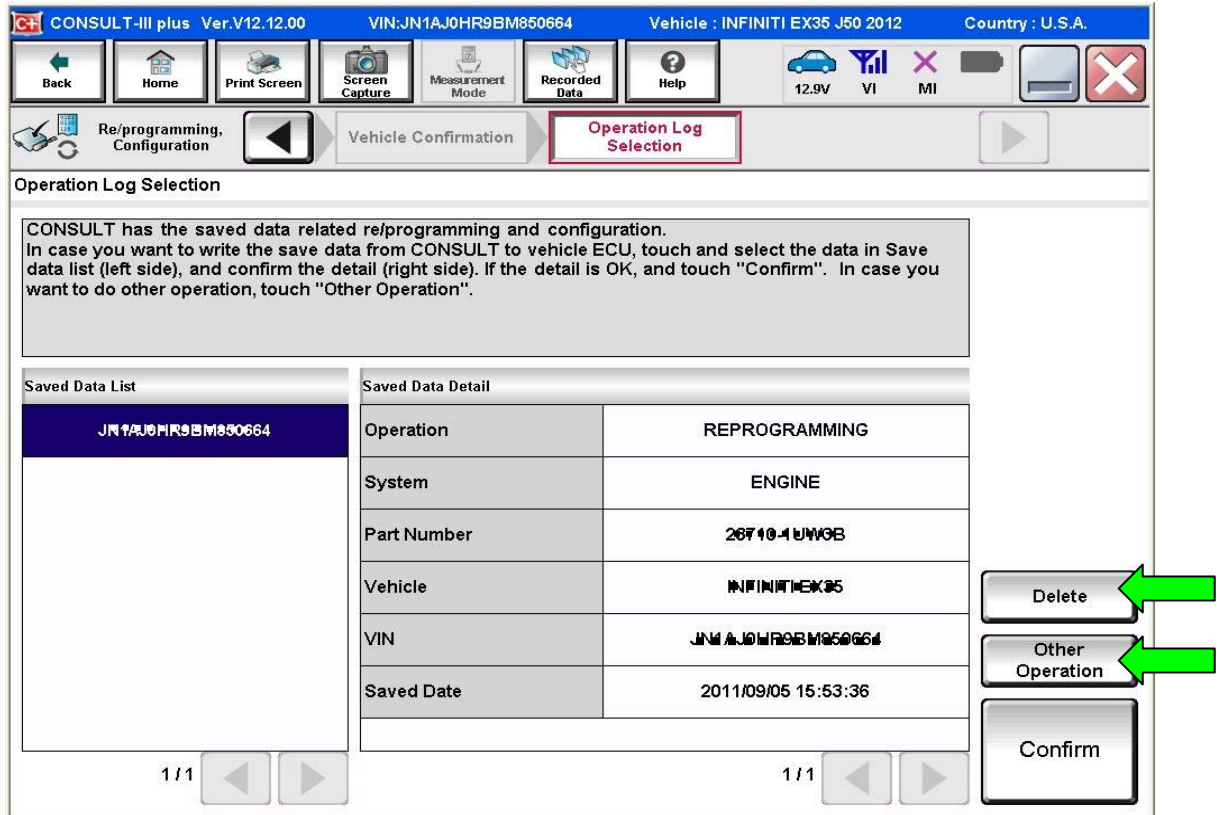 C+ CONSULT-III plus Ver.V12.12.00 VIN:JN1AJ0HR9BM850664 Vehicle : INFINITI EX35 J50 2012 Country : U.S.A.
Back
Home
Print Screen
Screen Capture
Measurement Mode
Recorded Data
Help
12.9V
VI
MI
Re/programming, Configuration
Vehicle Confirmation
Operation Log Selection
Operation Log Selection
CONSULT has the saved data related re/programming and configuration.
In case you want to write the save data from CONSULT to vehicle ECU, touch and select the data in Save
data list (left side), and confirm the detail (right side). If the detail is OK, and touch "Confirm". In case you
want to do other operation, touch "Other Operation".
Saved Data List
JN1AJ0HR9BM850664
1/1
Saved Data Detail
Operation REPROGRAMMING
System ENGINE
Part Number
Vehicle INFINITI EX35
VIN JN1AJ0HR9BM850664
Saved Date 2011/09/05 15:53:36
1/1
Delete
Other Operation
Confirm